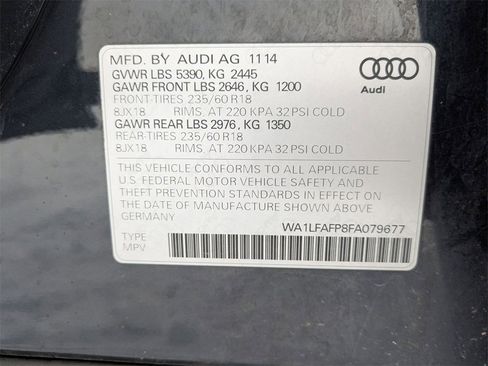 MFD. BY AUDI AG 11 14
GVWR LBS 5390, KG 2445
GAWR FRONT LBS 2646, KG 1200
FRONT-TIRES 235/60 R18
8JX18 RIMS, AT 220 KPA 32 PSI COLD
GAWR REAR LBS 2976, KG 1350
REAR-TIRES 235/60 R18
8JX18 RIMS, AT 220 KPA 32 PSI COLD
Audi
THIS VEHICLE CONFORMS TO ALL APPLICABLE
U.S. FEDERAL MOTOR VEHICLE SAFETY AND
THEFT PREVENTION STANDARDS IN EFFECT ON
THE DATE OF MANUFACTURE SHOWN ABOVE
GERMANY
WA1LFAFP8FA079677
TYPE
MPV